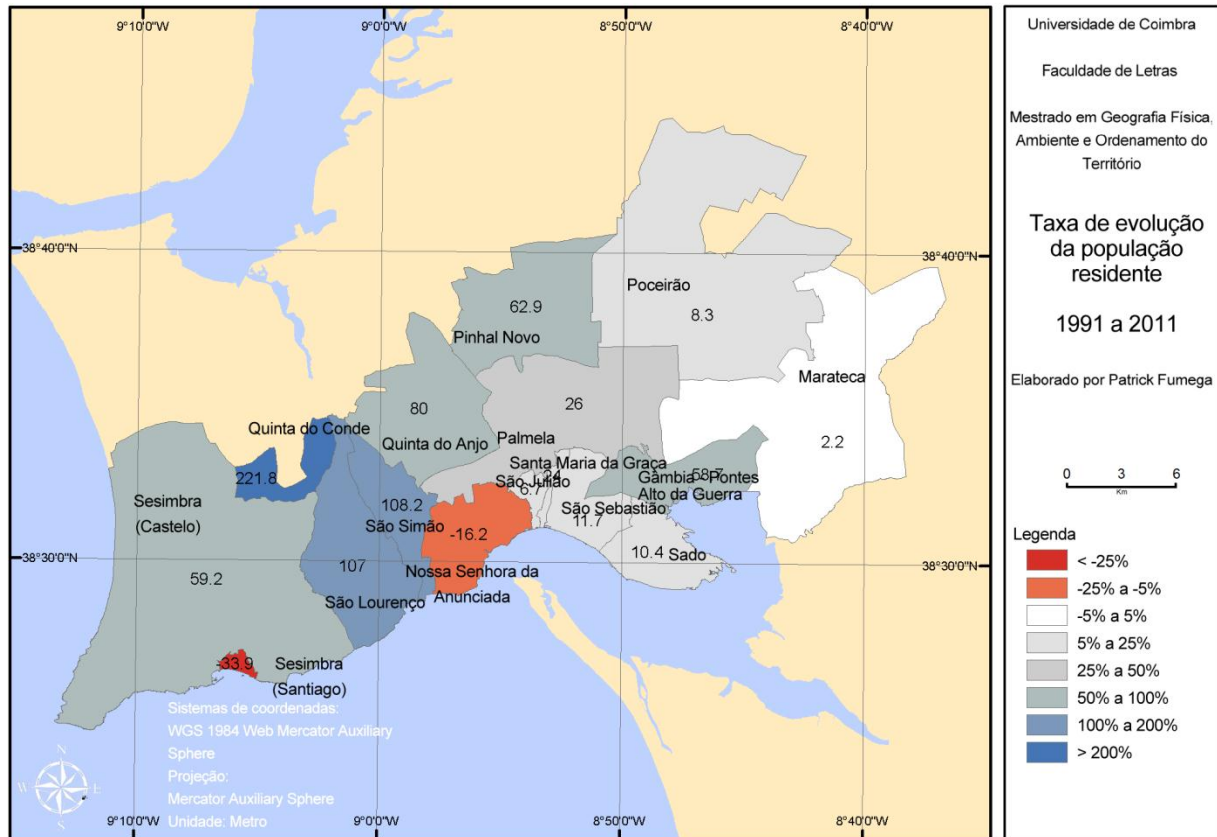 9°10'0"W
9°0'0"W
8°50'0"W
8°40'0"W
38°40'0"N
38°40'0"N
Poceirão
8.3
62.9
Pinhal Novo
Marateca
2.2
80
26
Quinta do Conde
Quinta do Anjo
Palmela
221.8
Santa Maria da Graça
24
Gâmbia - Pontes
58.7
Alto da Guerra
São Julião
6.7
Sesimbra
(Castelo)
108.2
São Simão
São Sebastião
11.7
-16.2
10.4
Sado
38°30'0"N
38°30'0"N
59.2
107
Nossa Senhora da
Anunciada
São Lourenço
-33.9
Sesimbra
(Santiago)
Sistemas de coordenadas:
WGS 1984 Web Mercator Auxiliary
Sphere
Projeção:
Mercator Auxiliary Sphere
Unidade: Metro
N
W E
S
9°10'0"W
9°0'0"W
8°50'0"W
8°40'0"W
Universidade de Coimbra
Faculdade de Letras
Mestrado em Geografia Física,
Ambiente e Ordenamento do
Território
Taxa de evolução
da população
residente
1991 a 2011
Elaborado por Patrick Fumega
0 3 6
Km
Legenda
< -25%
-25% a -5%
-5% a 5%
5% a 25%
25% a 50%
50% a 100%
100% a 200%
> 200%